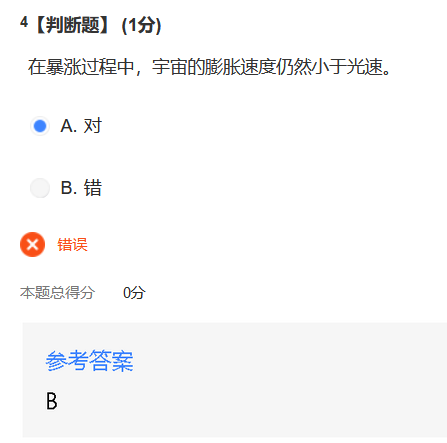 4【判断题】 (1分)
在暴涨过程中，宇宙的膨胀速度仍然小于光速。
A. 对
B. 错
错误
本题总得分 0分
参考答案
B